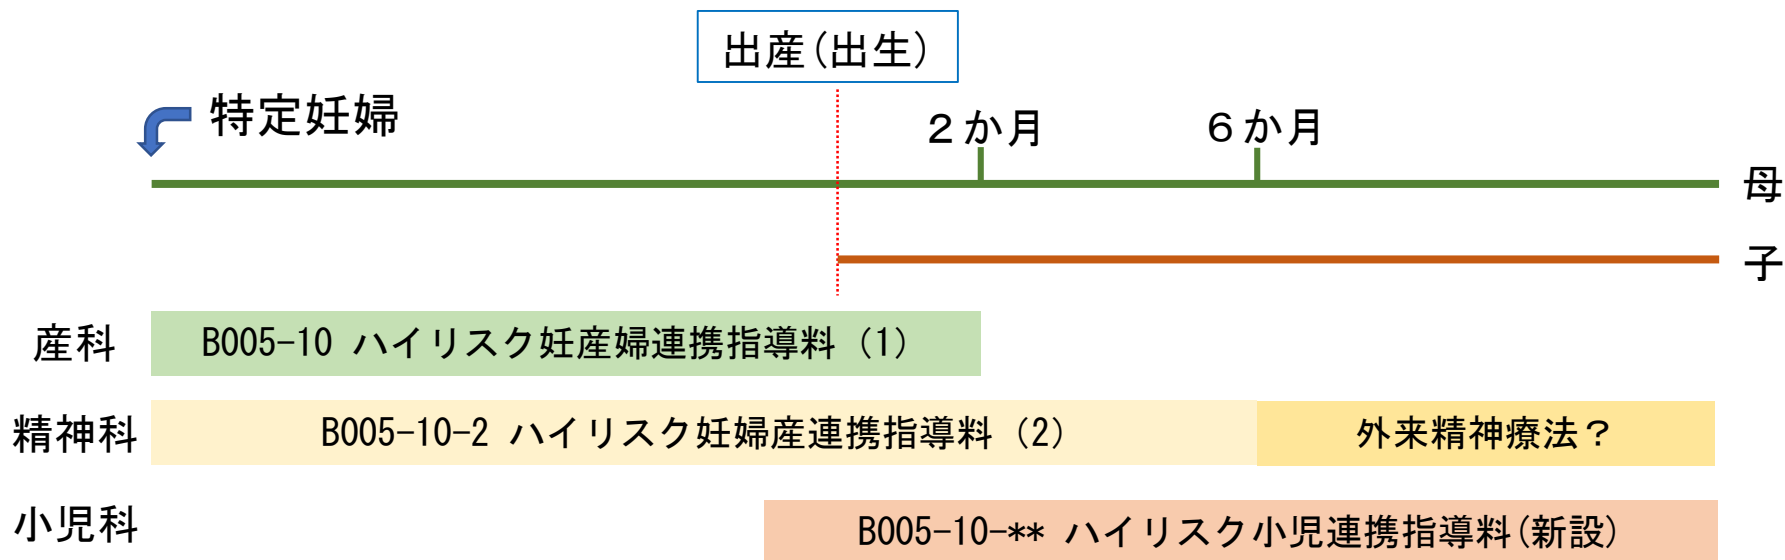 出産(出生)
特定妊婦
２か月
６か月
母
子
産科
B005-10 ハイリスク妊産婦連携指導料 (1)
精神科
B005-10-2 ハイリスク妊婦産連携指導料 (2)
外来精神療法？
小児科
B005-10-** ハイリスク小児連携指導料(新設)